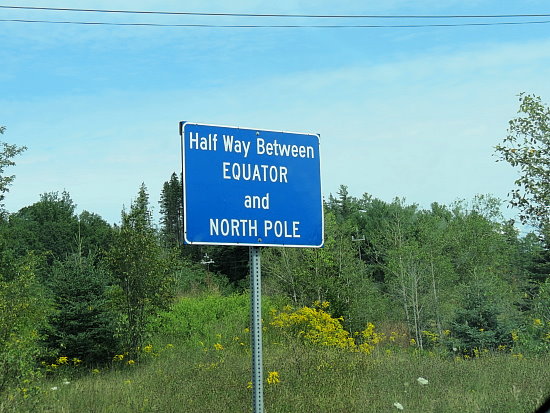 Half Way Between
EQUATOR
and
NORTH POLE